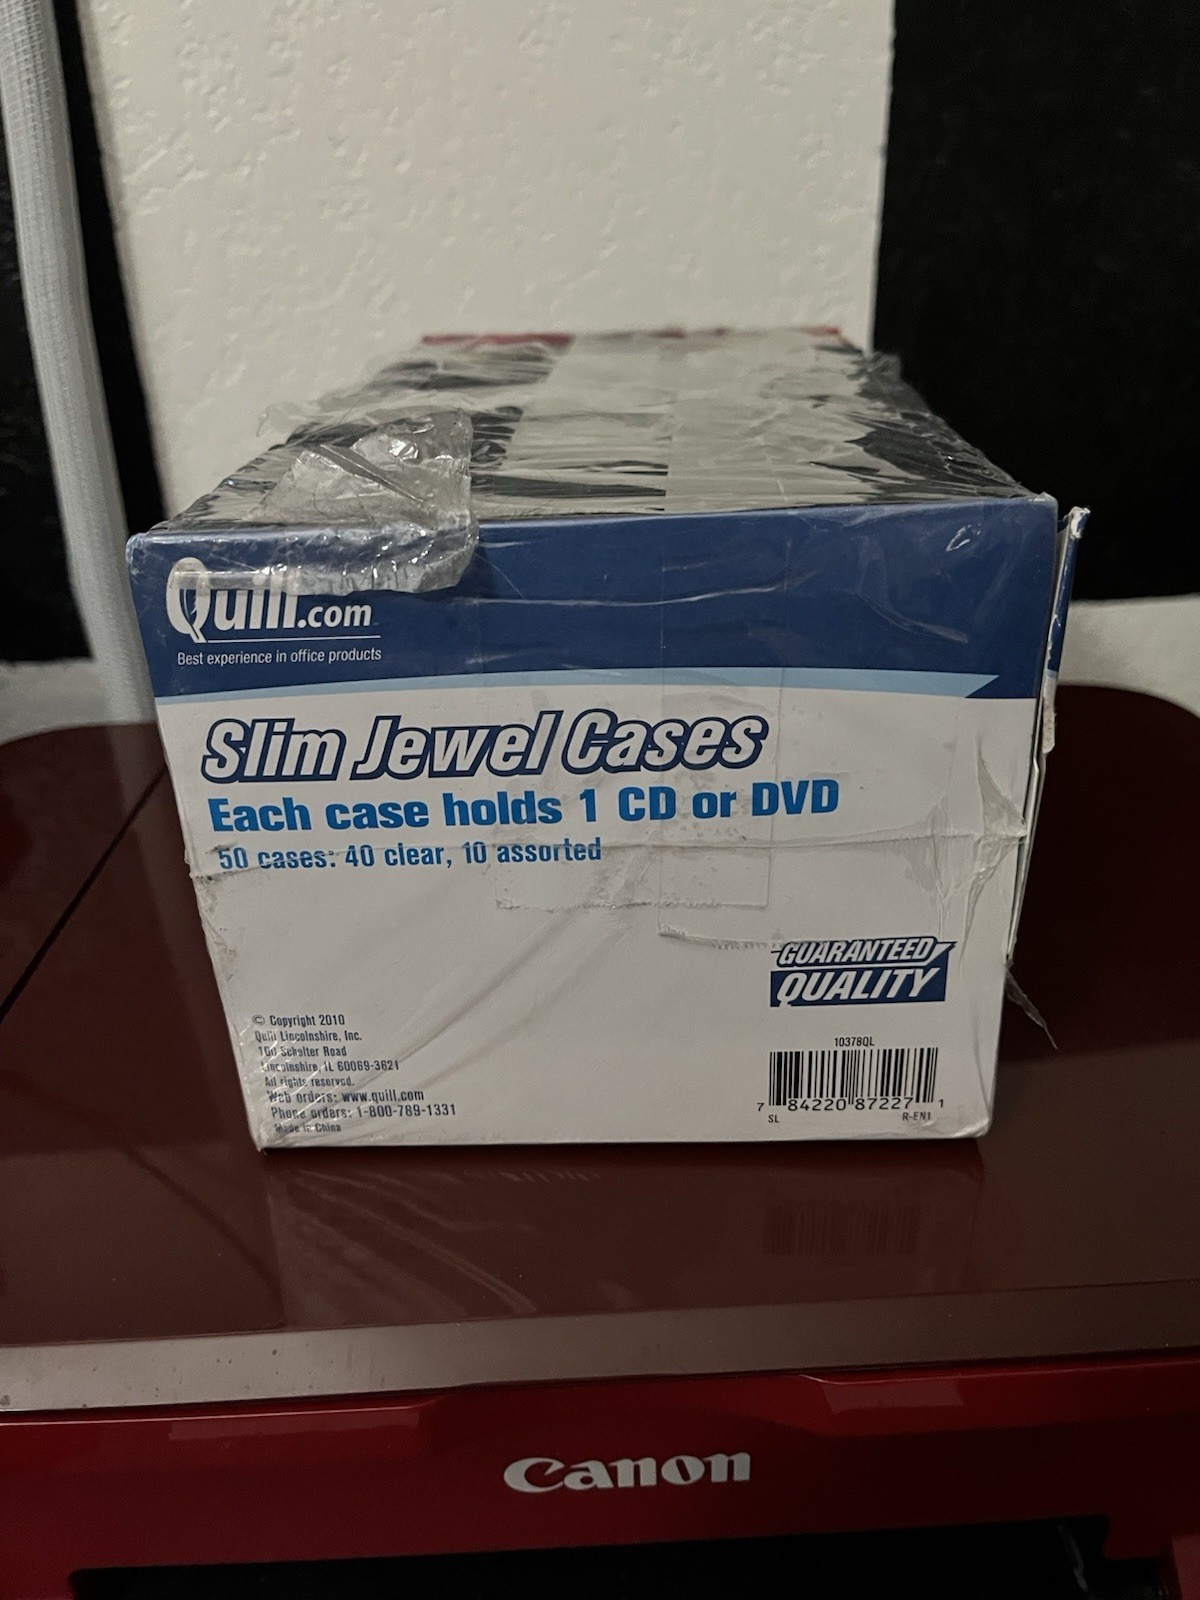 Quill.com
Best experience in office products
Slim Jewel Cases
Each case holds 1 CD or DVD
50 cases: 40 clear, 10 assorted
GUARANTEED
QUALITY
© Copyright 2010
Quill Lincolnshire, Inc.
100 Schelter Road
Lincolnshire, IL 60069-3621
All rights reserved.
Web orders: www.quill.com
Phone orders: 1-800-789-1331
Made in China
10378QL
7 84220 87227 1
SL R-EN1
Canon